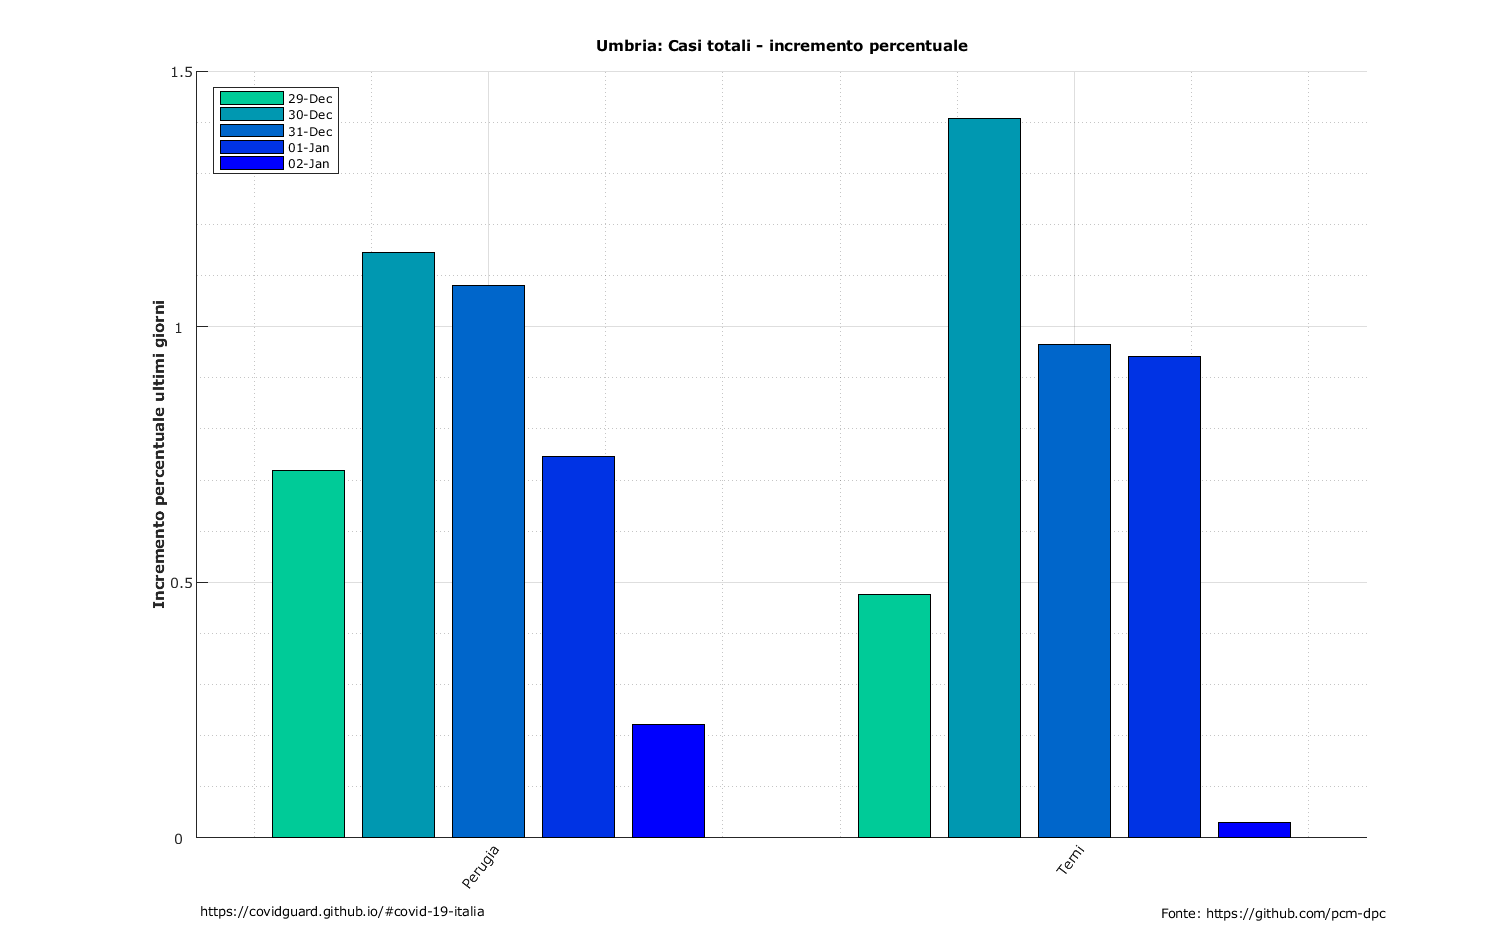 Umbria: Casi totali - incremento percentuale
1.5
29-Dec
30-Dec
31-Dec
01-Jan
02-Jan
Incremento percentuale ultimi giorni
1
0.5
0
Perugia
Terni
https://covidguard.github.io/#covid-19-italia
Fonte: https://github.com/pcm-dpc